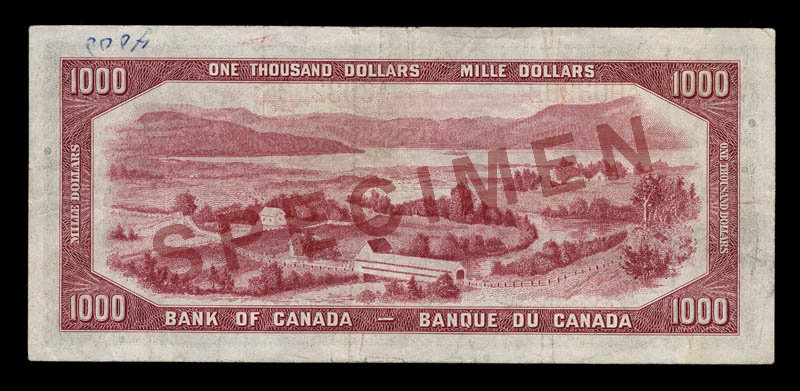 4808
ONE THOUSAND DOLLARS MILLE DOLLARS
1000 1000
MILLE DOLLARS
ONE THOUSAND DOLLARS
SPECIMEN
1000 1000
BANK OF CANADA — BANQUE DU CANADA